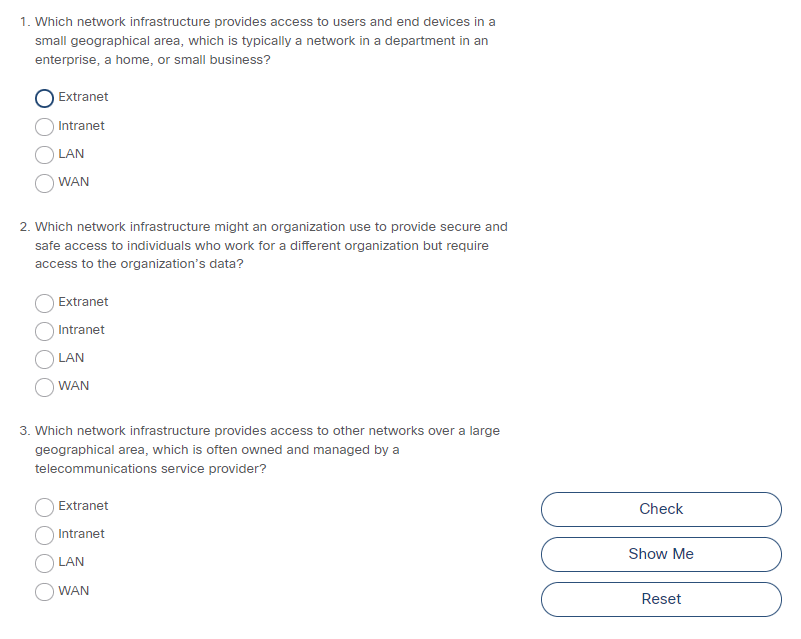 1. Which network infrastructure provides access to users and end devices in a
small geographical area, which is typically a network in a department in an
enterprise, a home, or small business?
Extranet
Intranet
LAN
WAN
2. Which network infrastructure might an organization use to provide secure and
safe access to individuals who work for a different organization but require
access to the organization's data?
Extranet
Intranet
LAN
WAN
3. Which network infrastructure provides access to other networks over a large
geographical area, which is often owned and managed by a
telecommunications service provider?
Extranet
Intranet
LAN
WAN
Check
Show Me
Reset